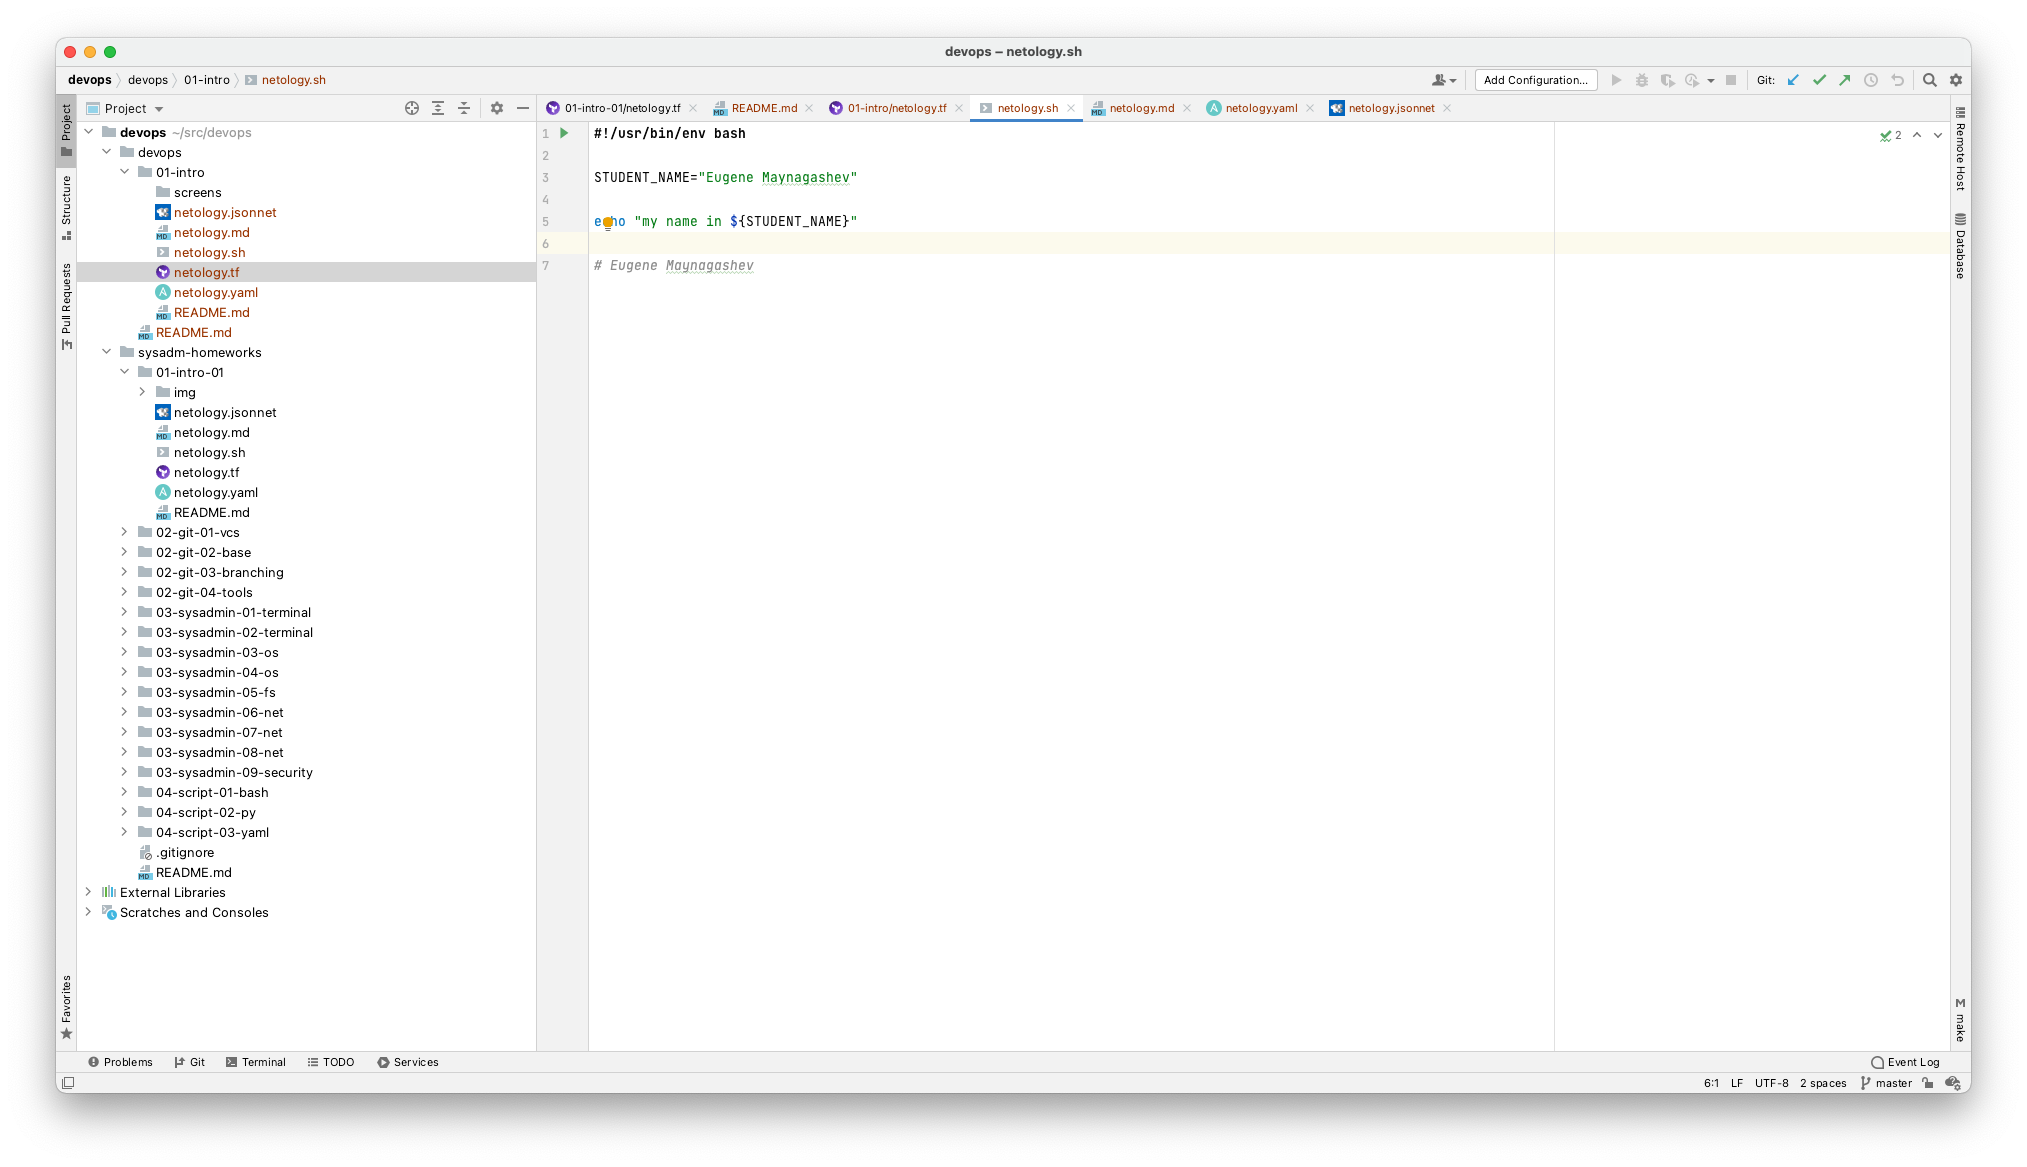 devops – netology.sh
devops devops 01-intro netology.sh
Add Configuration... Git:
Project
01-intro-01/netology.tf README.md 01-intro/netology.tf netology.sh netology.md netology.yaml netology.jsonnet
Project
Structure
Pull Requests
Favorites
devops ~/src/devops
devops
01-intro
screens
netology.jsonnet
netology.md
netology.sh
netology.tf
netology.yaml
README.md
README.md
sysadm-homeworks
01-intro-01
img
netology.jsonnet
netology.md
netology.sh
netology.tf
netology.yaml
README.md
02-git-01-vcs
02-git-02-base
02-git-03-branching
02-git-04-tools
03-sysadmin-01-terminal
03-sysadmin-02-terminal
03-sysadmin-03-os
03-sysadmin-04-os
03-sysadmin-05-fs
03-sysadmin-06-net
03-sysadmin-07-net
03-sysadmin-08-net
03-sysadmin-09-security
04-script-01-bash
04-script-02-py
04-script-03-yaml
.gitignore
README.md
External Libraries
Scratches and Consoles
1 #!/usr/bin/env bash
2
3 STUDENT_NAME="Eugene Maynagashev"
4
5 echo "my name in ${STUDENT_NAME}"
6
7 # Eugene Maynagashev
2
Remote Host
Database
M make
Problems Git Terminal TODO Services Event Log
6:1 LF UTF-8 2 spaces master